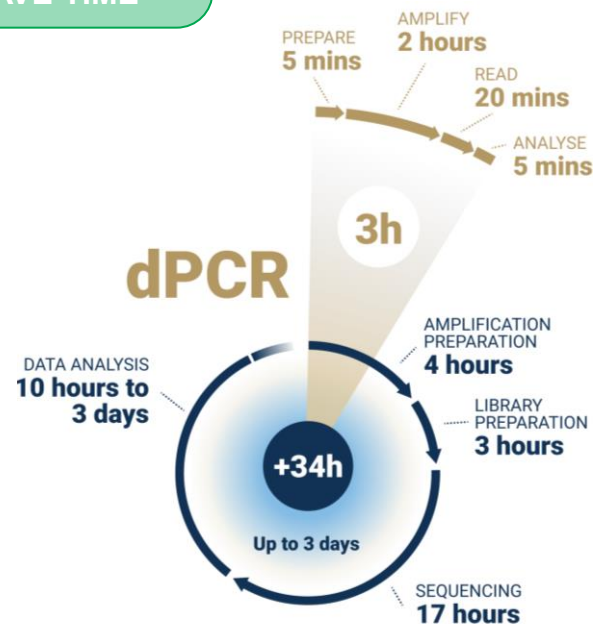 PREPARE
5 mins
AMPLIFY
2 hours
READ
20 mins
ANALYSE
5 mins
3h
dPCR
AMPLIFICATION
PREPARATION
4 hours
LIBRARY
PREPARATION
3 hours
SEQUENCING
17 hours
DATA ANALYSIS
10 hours to
3 days
+34h
Up to 3 days